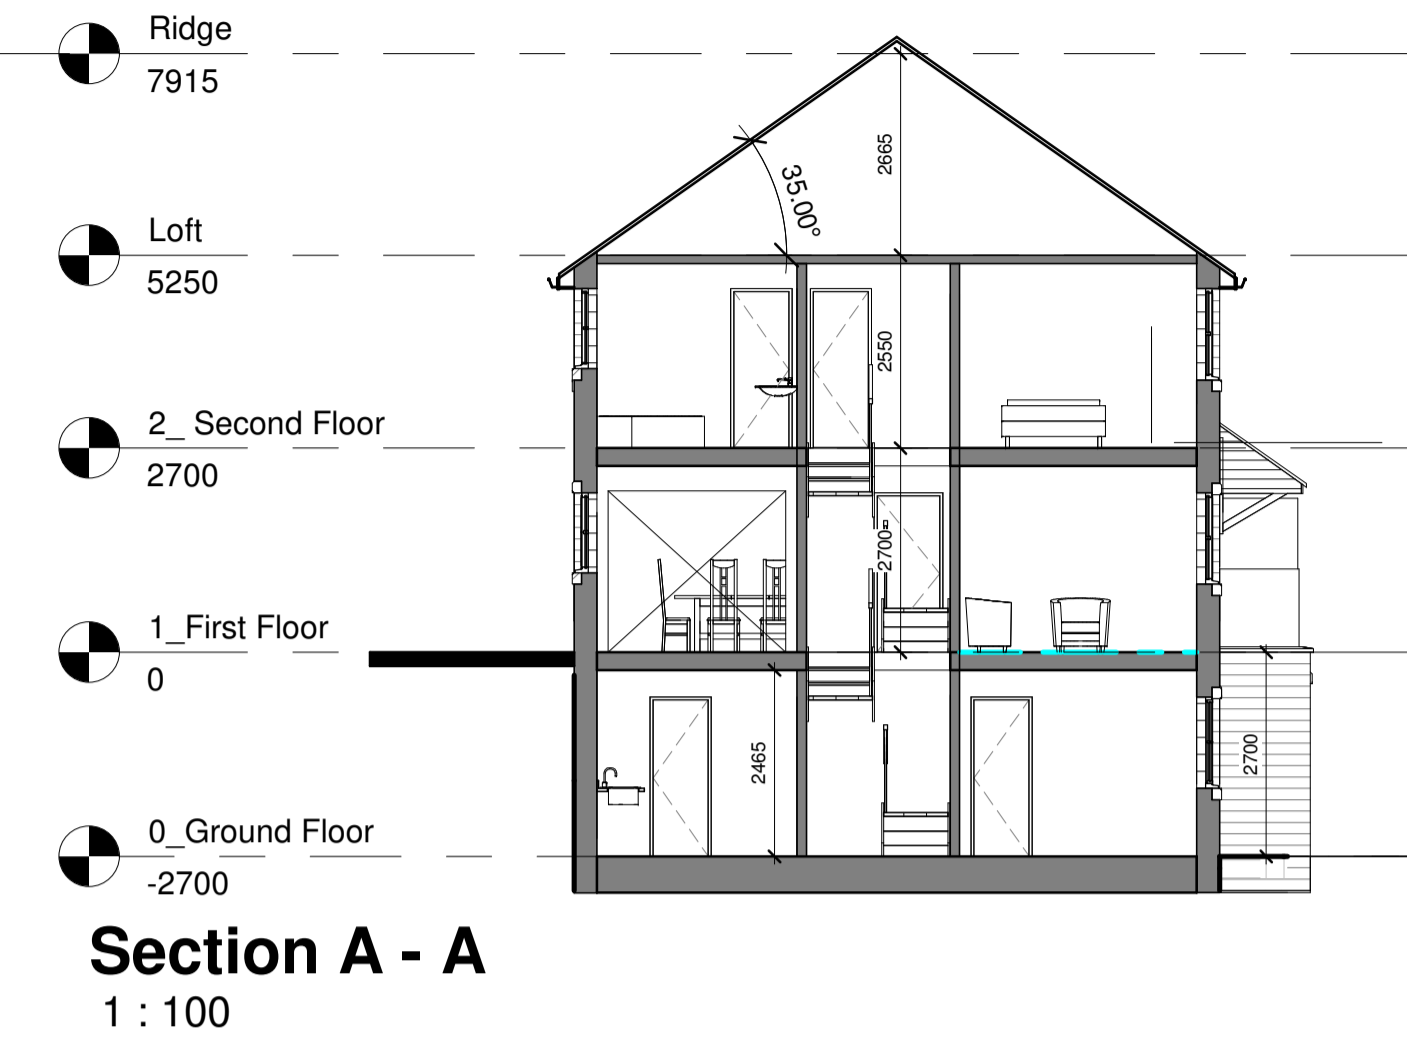 Ridge
7915
2665
35.00°
Loft
5250
2550
2_ Second Floor
2700
2700
1_First Floor
0
2465
2700
0_Ground Floor
-2700
Section A - A
1 : 100